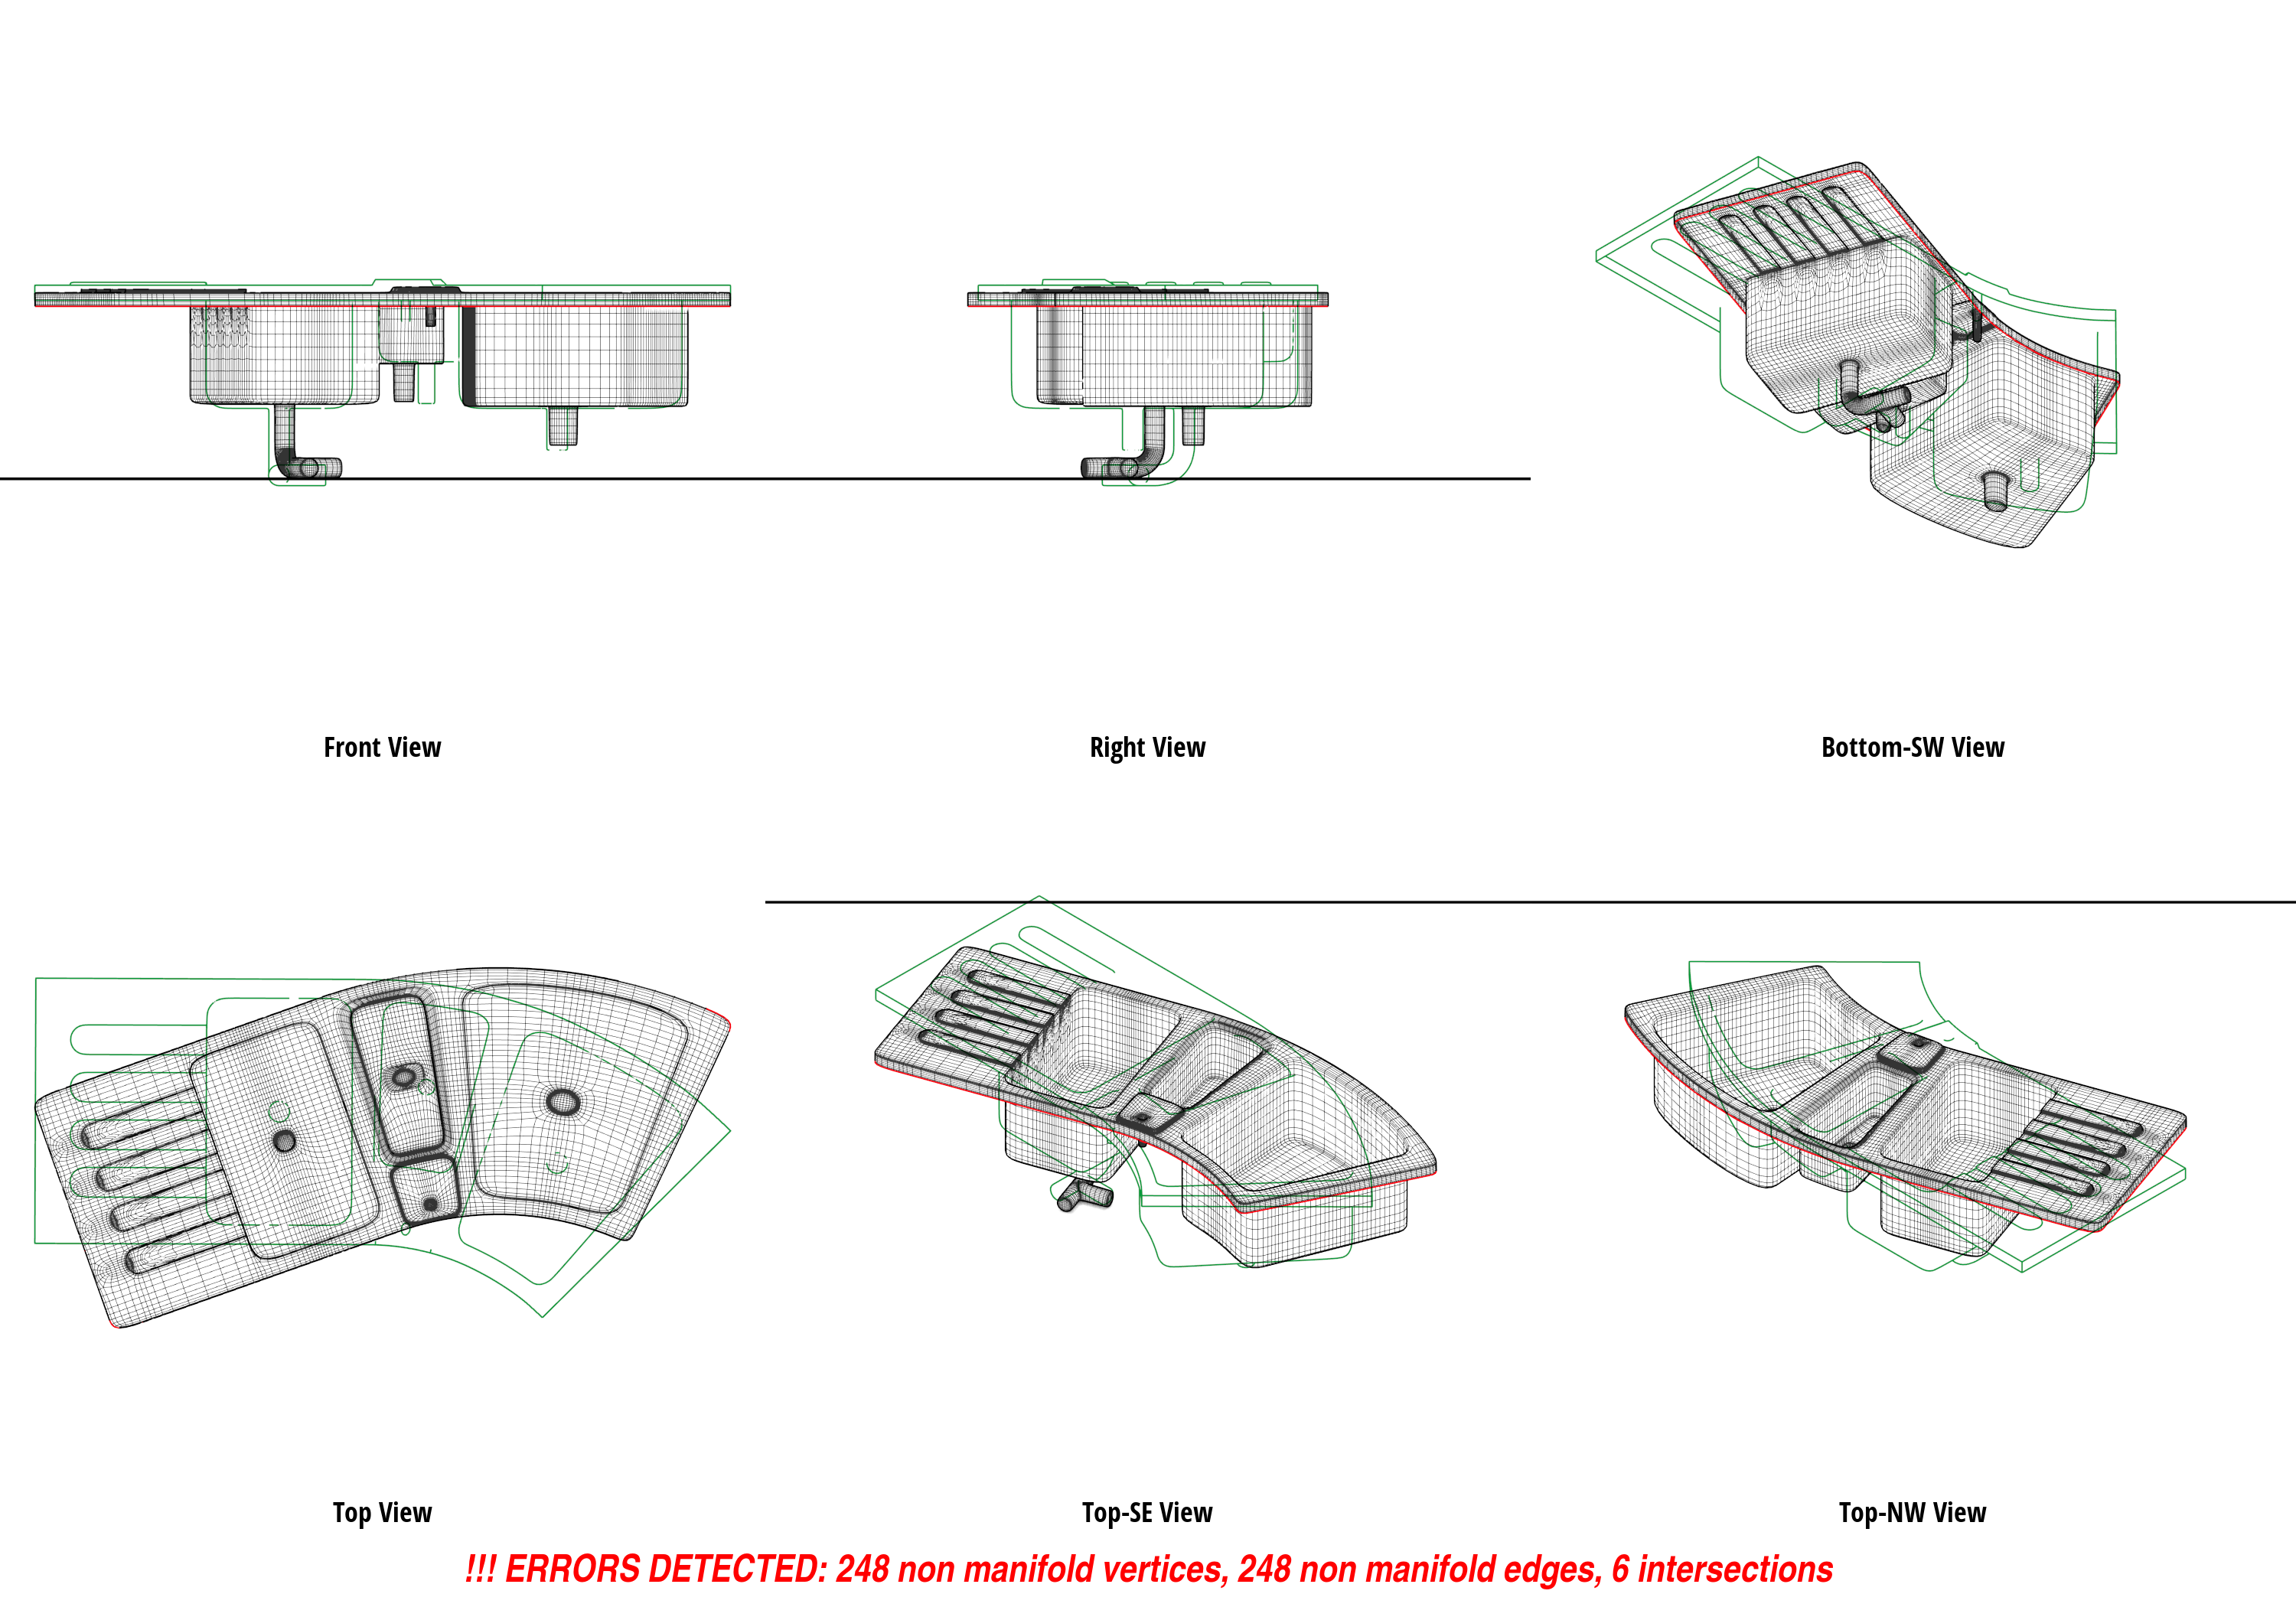 Front View
Right View
Bottom-SW View
Top View
Top-SE View
Top-NW View
!!! ERRORS DETECTED: 248 non manifold vertices, 248 non manifold edges, 6 intersections